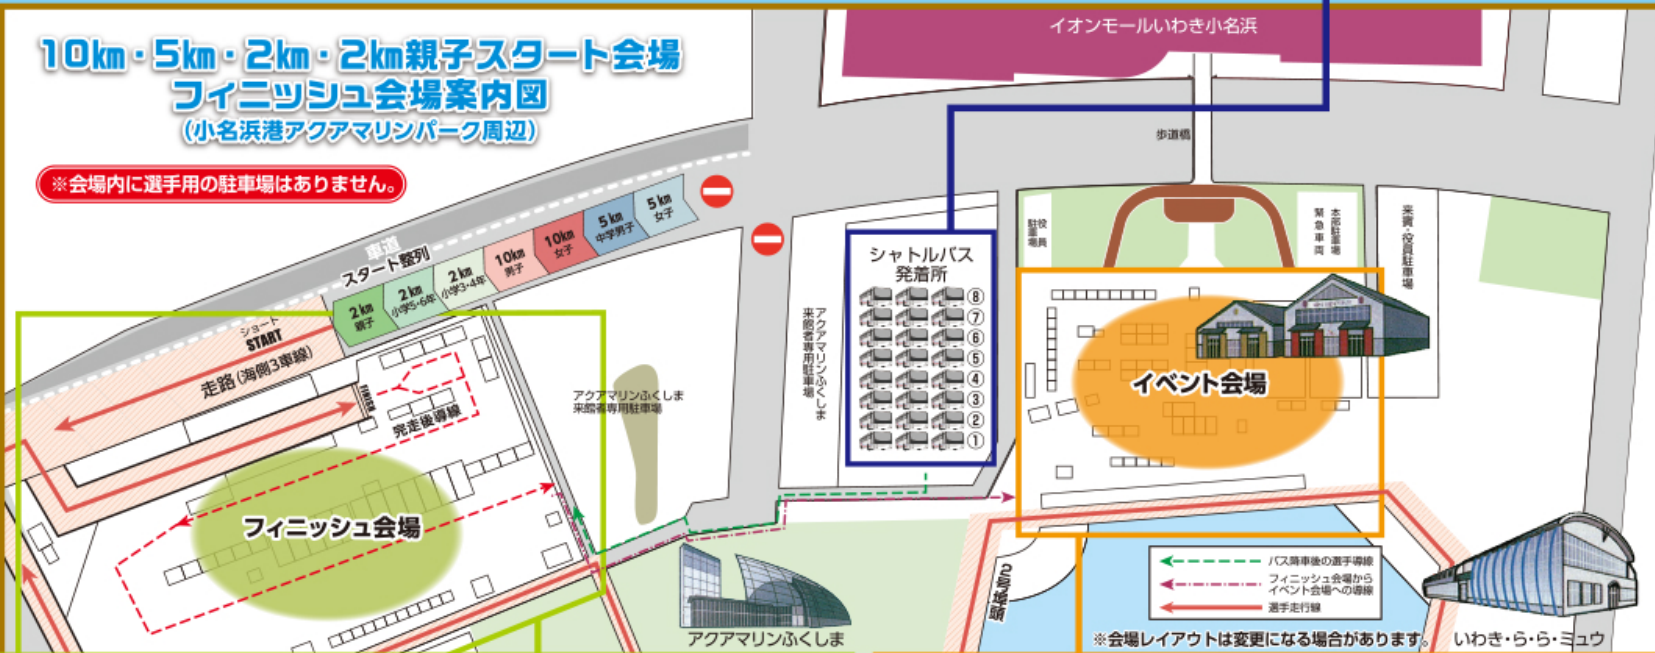 10km・5km・2km・2km親子スタート会場
フィニッシュ会場案内図
(小名浜港アクアマリンパーク周辺)
※会場内に選手用の駐車場はありません。
イオンモールいわき小名浜
歩道橋
車道
スタート整列
2km
親子
2km
小学5・6年
2km
小学3・4年
10km
男子
10km
女子
5km
中学男子
5km
女子
ショート
START
走路(海側3車線)
FINISH
完走後導線
フィニッシュ会場
アクアマリンふくしま
来館者専用駐車場
アクアマリンふくしま
来館者専用駐車場
シャトルバス
発着所
⑧
⑦
⑥
⑤
④
③
②
①
役員
駐車場
本部駐車場
緊急車両
来賓・役員駐車場
イベント会場
2号埠頭
バス降車後の選手導線
フィニッシュ会場から
イベント会場への導線
選手走行線
アクアマリンふくしま
※会場レイアウトは変更になる場合があります。
いわき・ら・ら・ミュウ